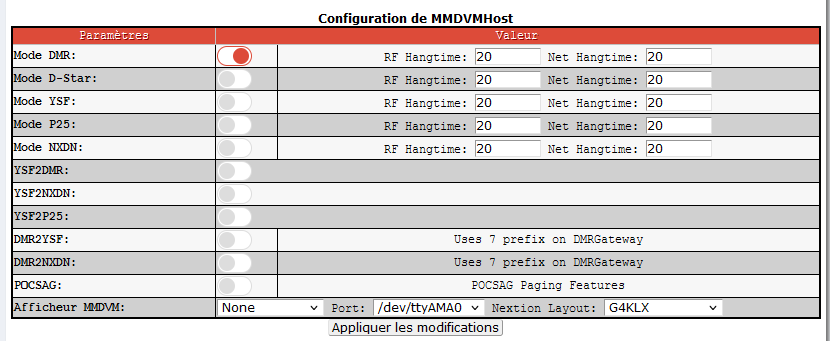 Configuration de MMDVMHost
Paramètres Valeur
Mode DMR: RF Hangtime: 20 Net Hangtime: 20
Mode D-Star: RF Hangtime: 20 Net Hangtime: 20
Mode YSF: RF Hangtime: 20 Net Hangtime: 20
Mode P25: RF Hangtime: 20 Net Hangtime: 20
Mode NXDN: RF Hangtime: 20 Net Hangtime: 20
YSF2DMR:
YSF2NXDN:
YSF2P25:
DMR2YSF: Uses 7 prefix on DMRGateway
DMR2NXDN: Uses 7 prefix on DMRGateway
POCSAG: POCSAG Paging Features
Afficheur MMDVM: None Port: /dev/ttyAMA0 Nextion Layout: G4KLX
Appliquer les modifications